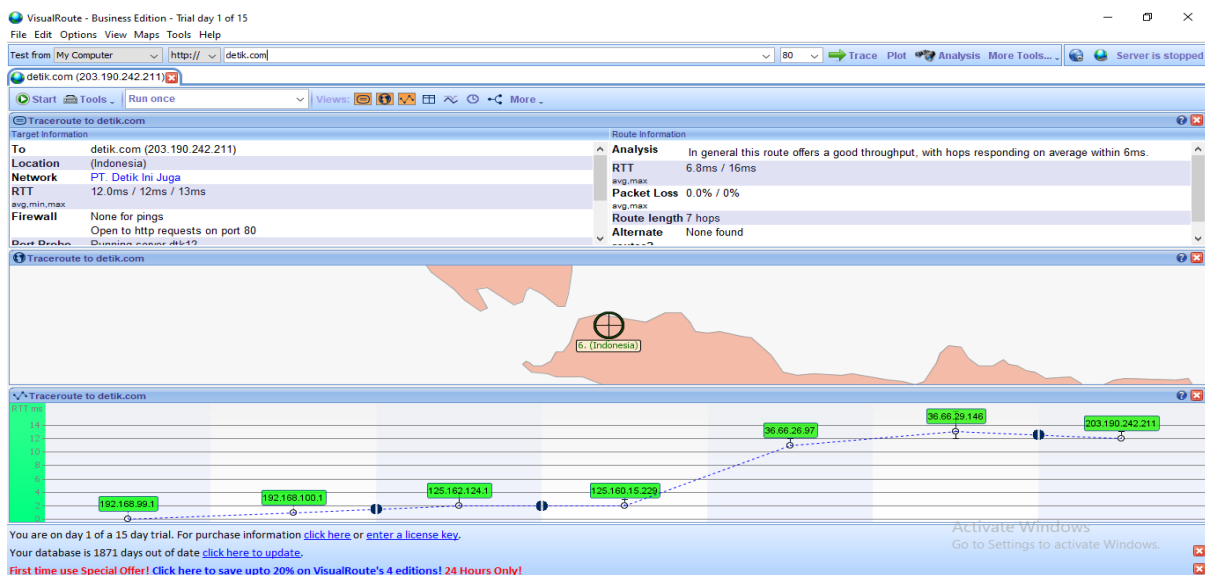 VisualRoute - Business Edition - Trial day 1 of 15
File Edit Options View Maps Tools Help
Test from My Computer http:// detik.com 80 Trace Plot Analysis More Tools... Server is stopped
detik.com (203.190.242.211)
Start Tools Run once Views: More
Traceroute to detik.com
Target Information
To detik.com (203.190.242.211)
Location (Indonesia)
Network PT. Detik Ini Juga
RTT 12.0ms / 12ms / 13ms
avg,min,max
Firewall None for pings
Open to http requests on port 80
Port Probe Running server dtk12
Route Information
Analysis In general this route offers a good throughput, with hops responding on average within 6ms.
RTT 6.8ms / 16ms
avg,max
Packet Loss 0.0% / 0%
avg,max
Route length 7 hops
Alternate None found
routes?
Traceroute to detik.com
6. (Indonesia)
Traceroute to detik.com
RTT ms
14
12
10
8
6
4
2
0
192.168.99.1
192.168.100.1
125.162.124.1
125.160.15.229
36.66.26.97
36.66.29.146
203.190.242.211
You are on day 1 of a 15 day trial. For purchase information click here or enter a license key.
Your database is 1871 days out of date click here to update.
First time use Special Offer! Click here to save upto 20% on VisualRoute's 4 editions! 24 Hours Only!
Activate Windows
Go to Settings to activate Windows.